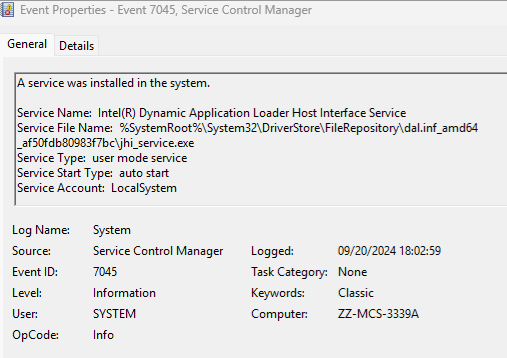 Event Properties - Event 7045, Service Control Manager
General Details
A service was installed in the system.
Service Name:  Intel(R) Dynamic Application Loader Host Interface Service
Service File Name:  %SystemRoot%\System32\DriverStore\FileRepository\dal.inf_amd64
_af50fdb80983f7bc\jhi_service.exe
Service Type:  user mode service
Service Start Type:  auto start
Service Account:  LocalSystem
Log Name: System
Source: Service Control Manager Logged: 09/20/2024 18:02:59
Event ID: 7045 Task Category: None
Level: Information Keywords: Classic
User: SYSTEM Computer: ZZ-MCS-3339A
OpCode: Info